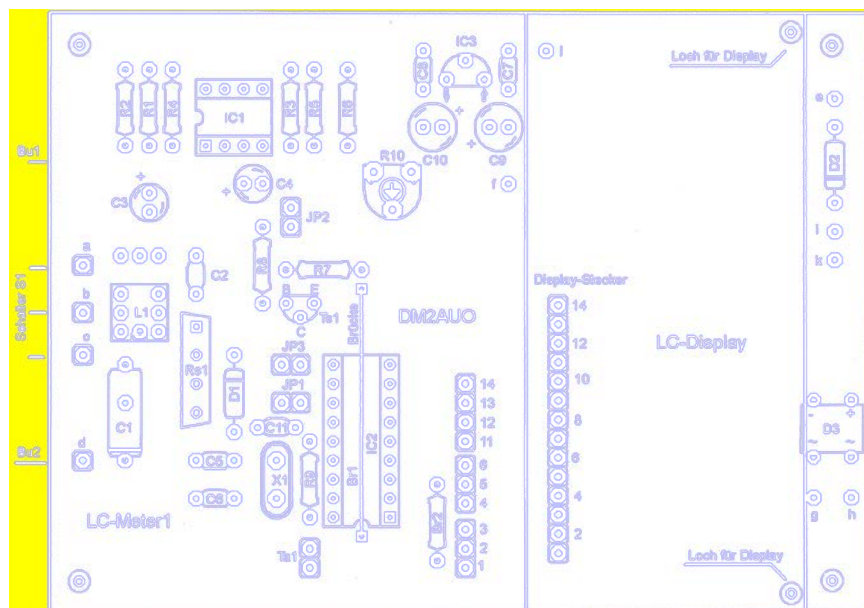 IC3
Loch für Display
l
C8
C7
R2
R1
R4
IC1
R3
R5
R6
e
Bu1
C10
C9
R10
D2
f
C3
C4
JP2
l
k
a
C2
R8
R7
Display-Stecker
Schalter S1
b
L1
B
E
C
Ts1
Brücke
DM2AUO
14
12
LC-Display
c
Rs1
JP3
D1
JP1
10
14
13
12
11
8
C1
C11
IC2
D3
d
Bu2
C5
X1
R9
Br1
6
5
4
6
4
g
h
C6
LC-Meter1
Br2
3
2
1
2
Ta1
Loch für Display